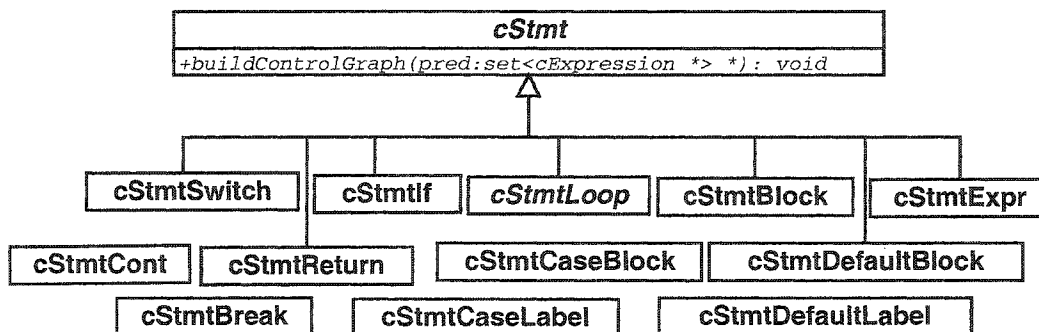 cStmt
+buildControlGraph(pred:set<cExpression *> *): void
cStmtSwitch
cStmtIf
cStmtLoop
cStmtBlock
cStmtExpr
cStmtCont
cStmtReturn
cStmtCaseBlock
cStmtDefaultBlock
cStmtBreak
cStmtCaseLabel
cStmtDefaultLabel